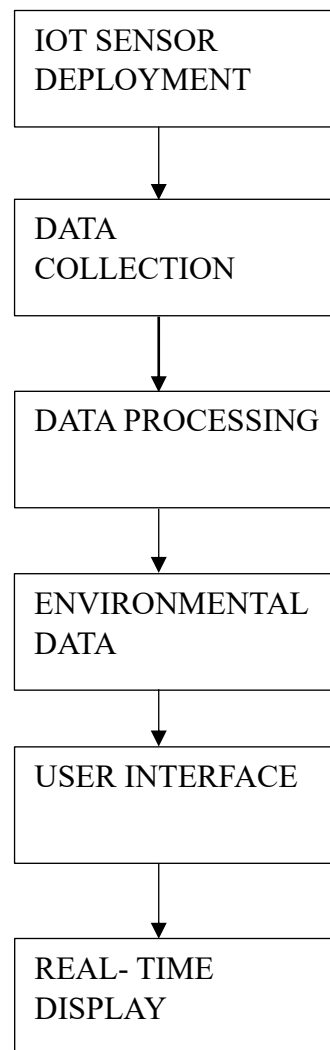 IOT SENSOR
DEPLOYMENT
DATA
COLLECTION
DATA PROCESSING
ENVIRONMENTAL
DATA
USER INTERFACE
REAL- TIME
DISPLAY